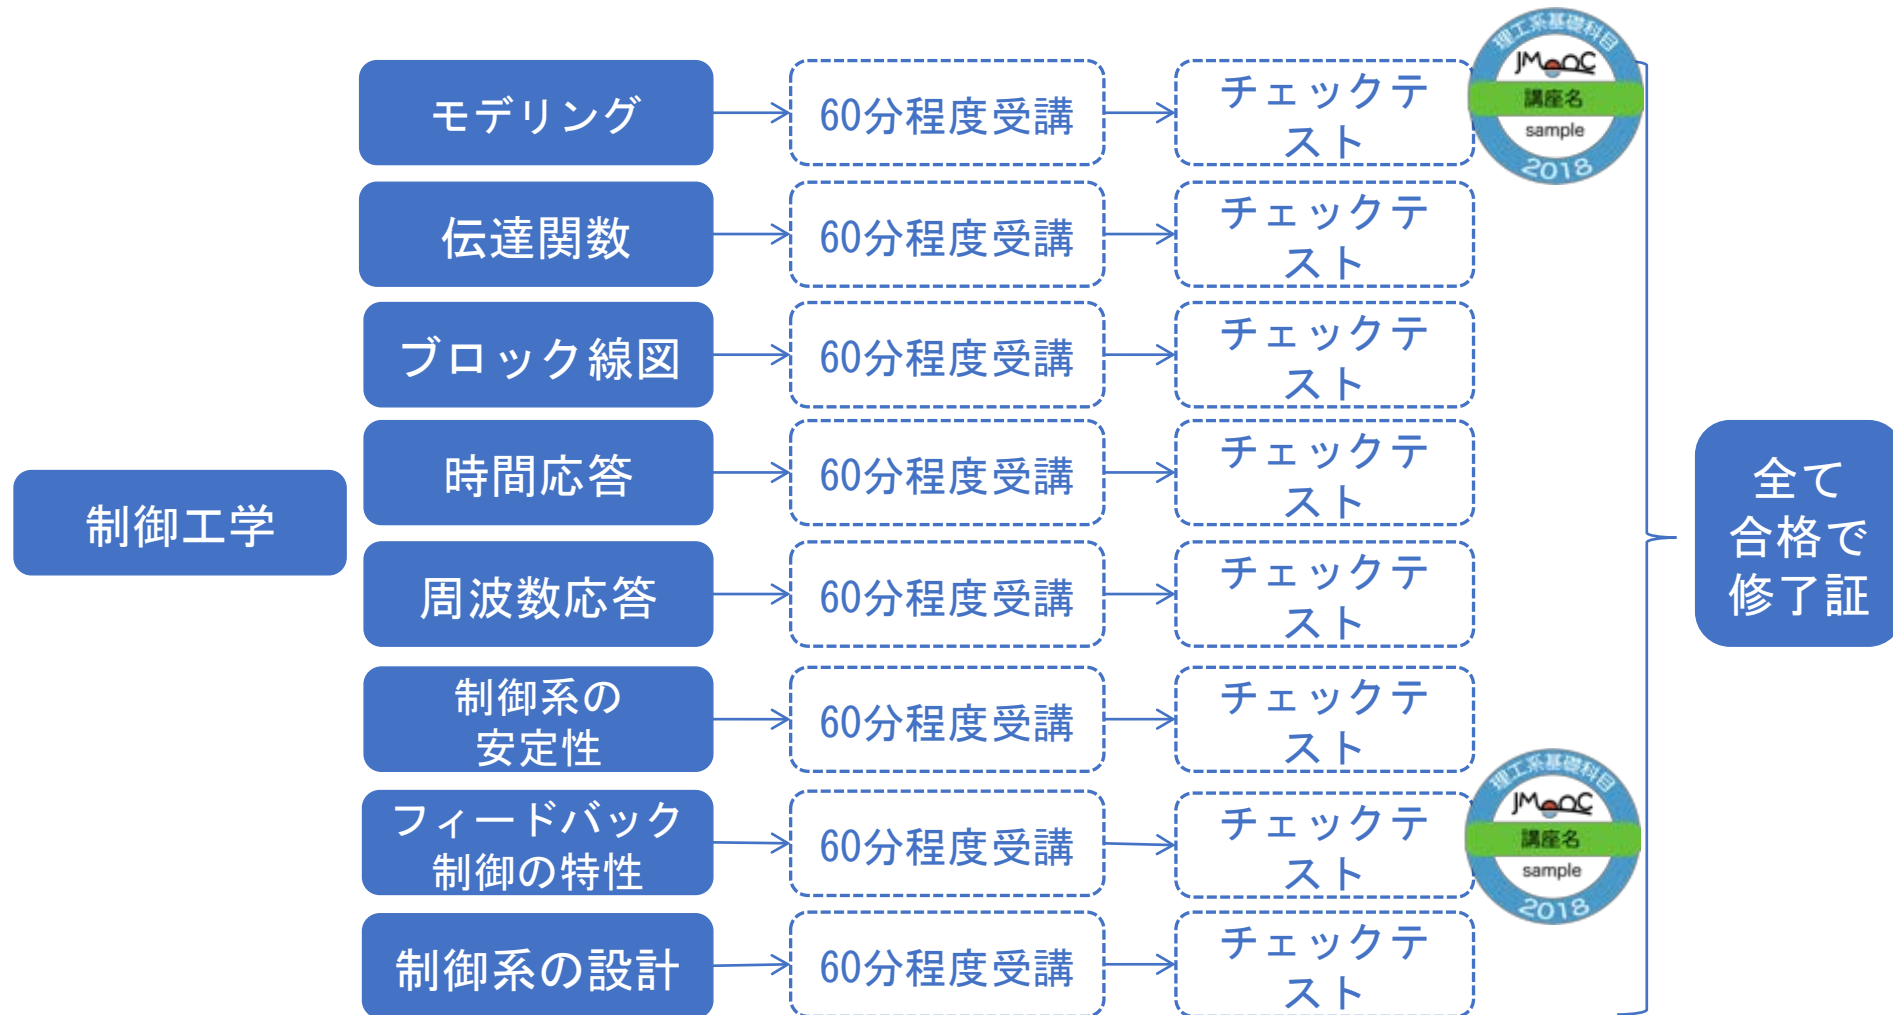 制御工学
モデリング
60分程度受講
チェックテ
スト
理工系基礎科目
JMOOC
講座名
sample
2018
伝達関数
60分程度受講
チェックテ
スト
ブロック線図
60分程度受講
チェックテ
スト
時間応答
60分程度受講
チェックテ
スト
周波数応答
60分程度受講
チェックテ
スト
制御系の
安定性
60分程度受講
チェックテ
スト
フィードバック
制御の特性
60分程度受講
チェックテ
スト
理工系基礎科目
JMOOC
講座名
sample
2018
制御系の設計
60分程度受講
チェックテ
スト
全て
合格で
修了証